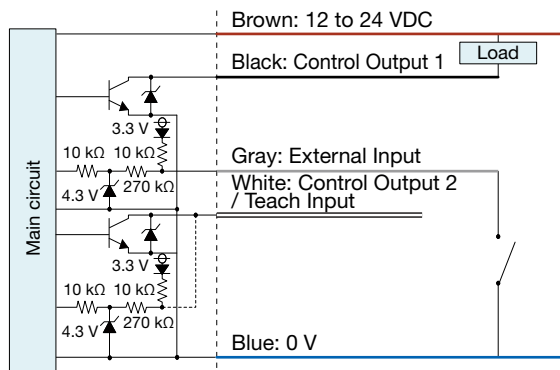 Brown: 12 to 24 VDC
Load
Black: Control Output 1
3.3 V
10 kΩ
10 kΩ
Gray: External Input
4.3 V
270 kΩ
White: Control Output 2
/ Teach Input
Main circuit
3.3 V
10 kΩ
10 kΩ
4.3 V
270 kΩ
Blue: 0 V